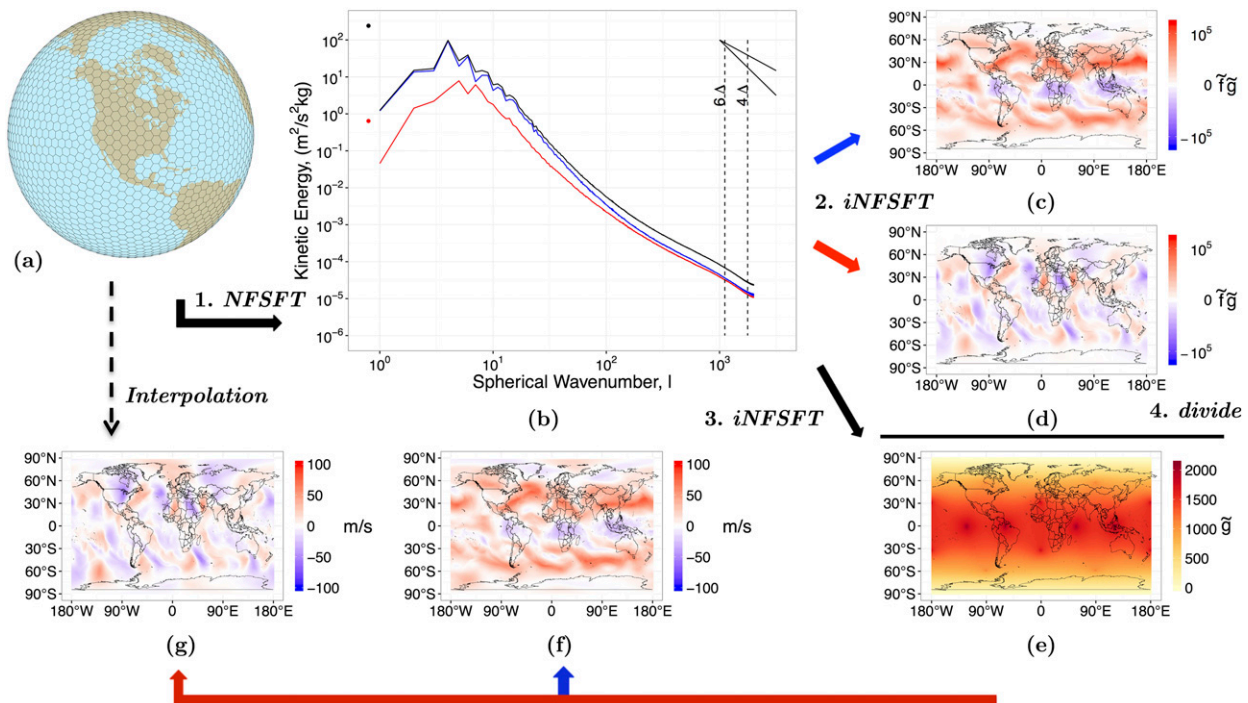 (a)
1. NFSFT
Interpolation
Kinetic Energy, (m²/s²kg)
10²
10¹
10⁰
10⁻¹
10⁻²
10⁻³
10⁻⁴
10⁻⁵
10⁻⁶
6 Δ
4 Δ
10⁰ 10¹ 10² 10³
Spherical Wavenumber, l
(b)
2. iNFSFT
3. iNFSFT
90°N
60°N
30°N
0
30°S
60°S
90°S
180°W 90°W 0 90°E 180°E
10⁵
0
−10⁵
f̃g̃
(c)
90°N
60°N
30°N
0
30°S
60°S
90°S
180°W 90°W 0 90°E 180°E
10⁵
0
−10⁵
f̃g̃
(d)
4. divide
90°N
60°N
30°N
0
30°S
60°S
90°S
180°W 90°W 0 90°E 180°E
2000
1500
1000
500
0
g̃
(e)
90°N
60°N
30°N
0
30°S
60°S
90°S
180°W 90°W 0 90°E 180°E
100
50
0
−50
−100
m/s
(g)
90°N
60°N
30°N
0
30°S
60°S
90°S
180°W 90°W 0 90°E 180°E
100
50
0
−50
−100
m/s
(f)